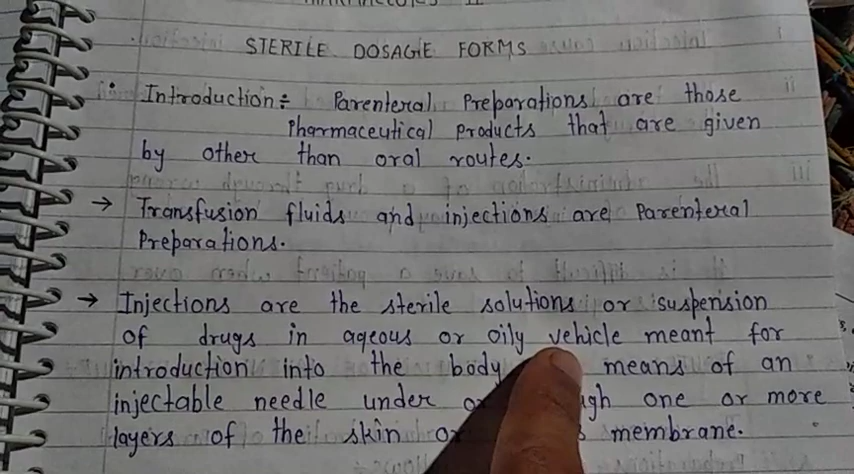 STERILE DOSAGE FORMS
Introduction÷ Parenteral Preparations are those
Pharmaceutical Products that are given
by other than oral routes.
→ Transfusion fluids and injections are Parenteral
Preparations.
→ Injections are the sterile solutions or suspension
of drugs in aqeous or oily vehicle meant for
introduction into the body means of an
injectable needle under one or more
layers of the skin or membrane.